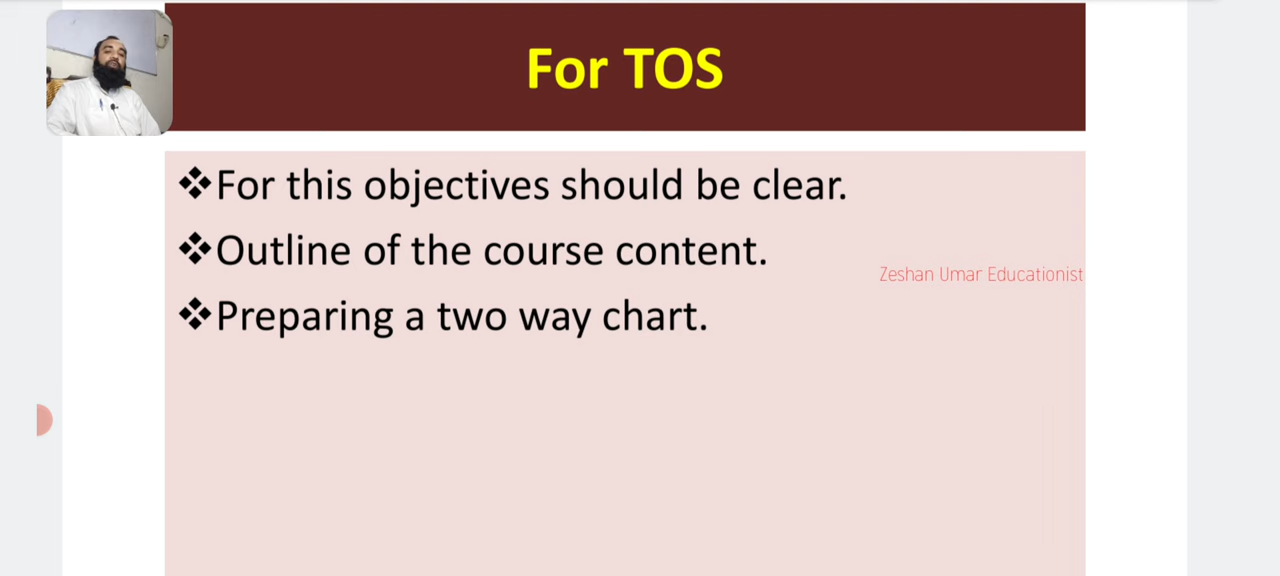 For TOS
❖For this objectives should be clear.
❖Outline of the course content.
Zeshan Umar Educationist
❖Preparing a two way chart.